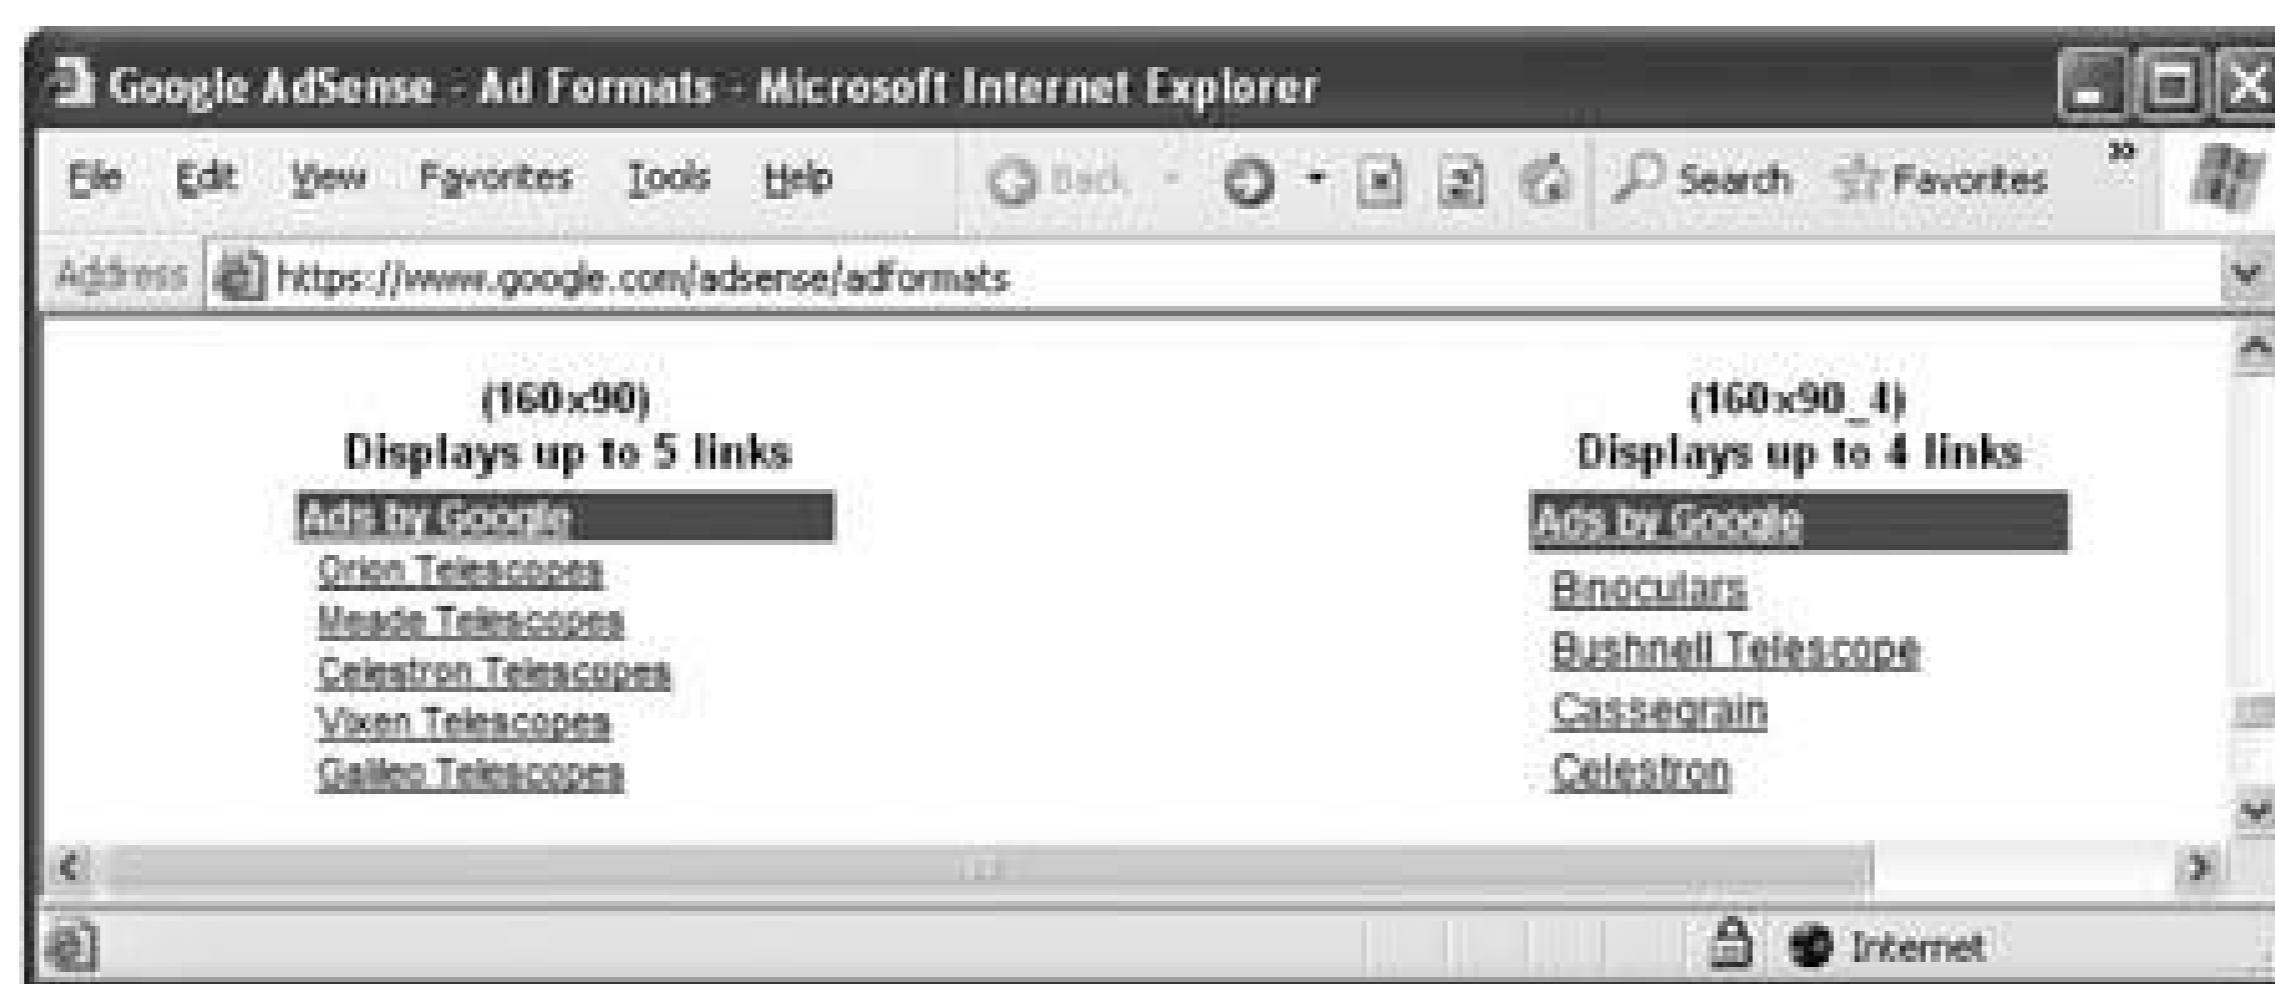 Google AdSense - Ad Formats - Microsoft Internet Explorer
File Edit View Favorites Tools Help Back Search Favorites »
Address https://www.google.com/adsense/adformats
(160x90)
Displays up to 5 links
Ads by Google
Orion Telescopes
Meade Telescopes
Celestron Telescopes
Vixen Telescopes
Galileo Telescopes
(160x90_4)
Displays up to 4 links
Ads by Google
Binoculars
Bushnell Telescope
Cassegrain
Celestron
Internet